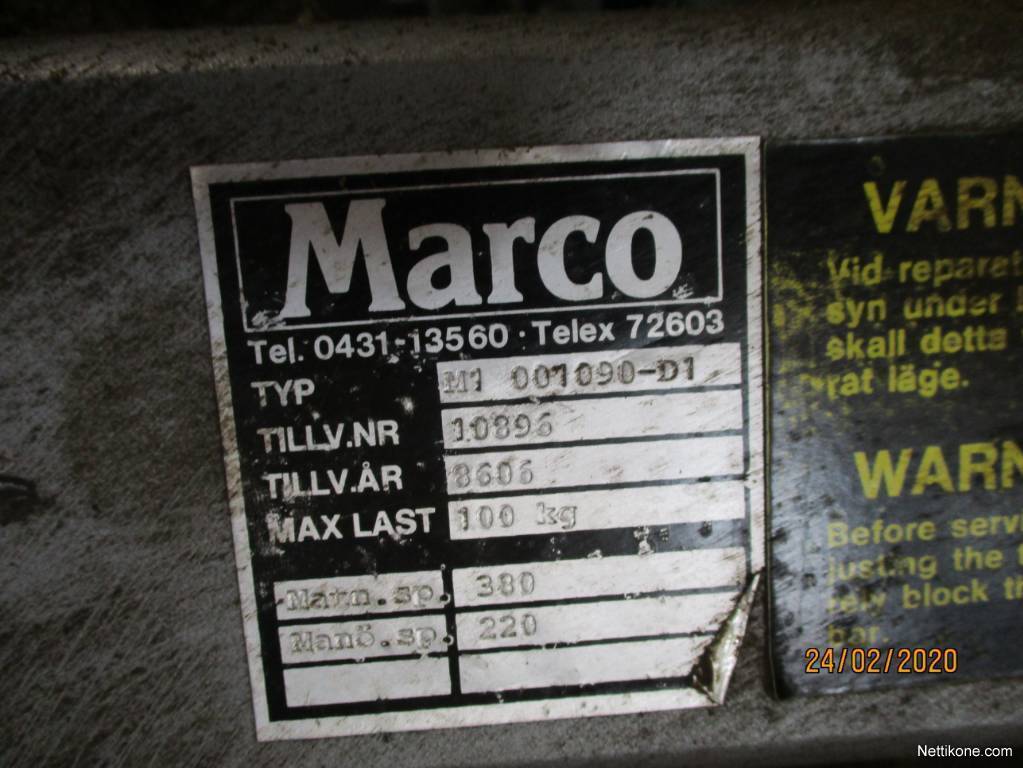 Marco
Tel. 0431-13560 · Telex 72603
TYP M1 001090-D1
TILLV.NR 10896
TILLV.ÅR 8606
MAX LAST 100 kg
Matn.sp. 380
Manö.sp. 220
VARN
Vid reparat
syn under
skall detta
rat läge.
WARN
Before servi
justing the
rely block th
bar.
24/02/2020
Nettikone.com